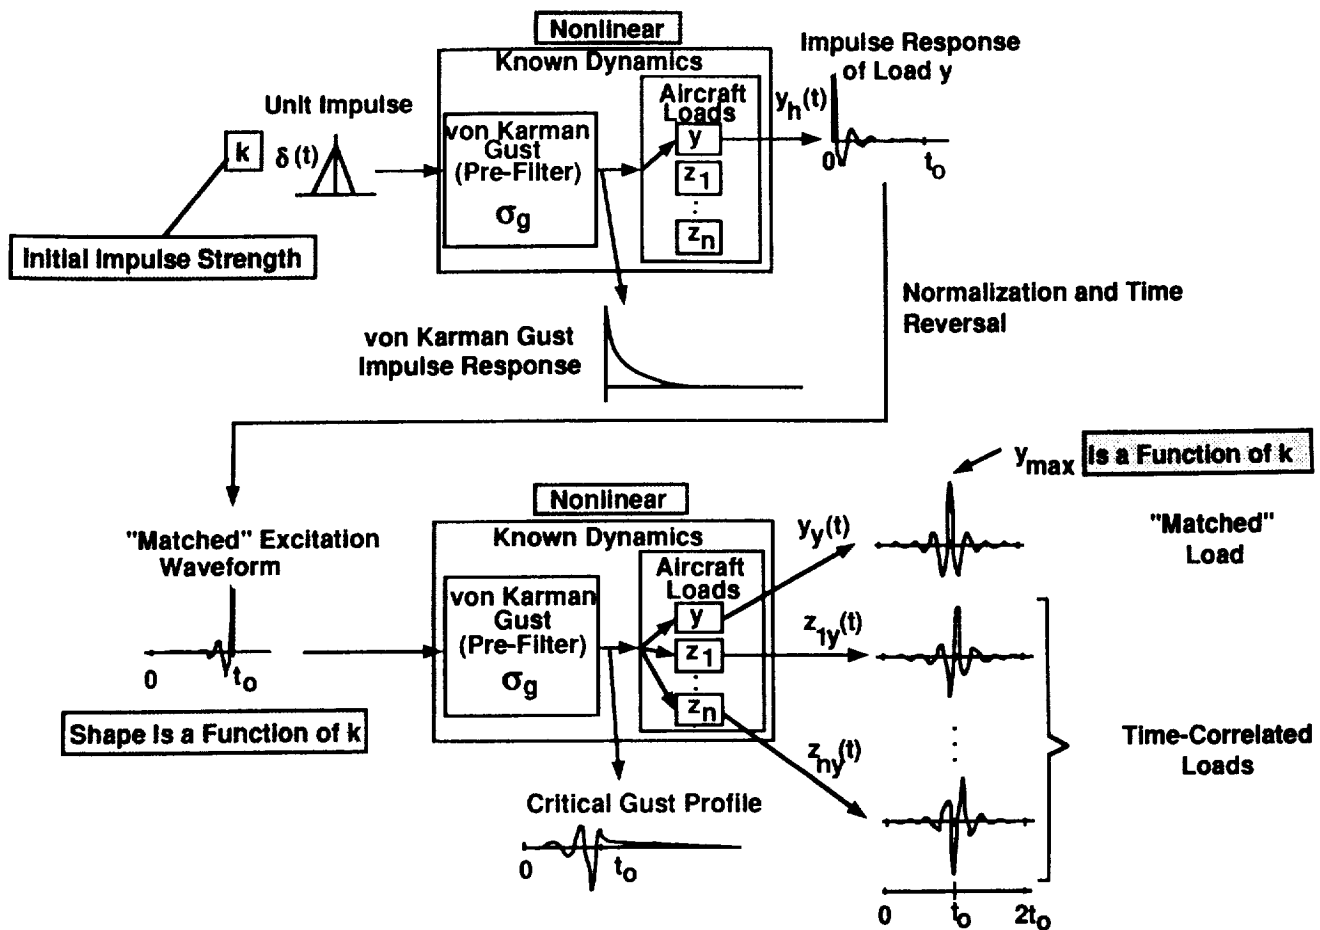 Nonlinear
Known Dynamics
Impulse Response
of Load y
Unit Impulse
k
δ(t)
von Karman
Gust
(Pre-Filter)
σg
Aircraft
Loads
y
z1
zn
yh(t)
0
to
Initial Impulse Strength
von Karman Gust
Impulse Response
Normalization and Time
Reversal
ymax
Is a Function of k
"Matched" Excitation
Waveform
0
to
Shape Is a Function of k
Nonlinear
Known Dynamics
von Karman
Gust
(Pre-Filter)
σg
Aircraft
Loads
y
z1
zn
yy(t)
z1y(t)
zny(t)
"Matched"
Load
Time-Correlated
Loads
Critical Gust Profile
0
to
0
to
2to